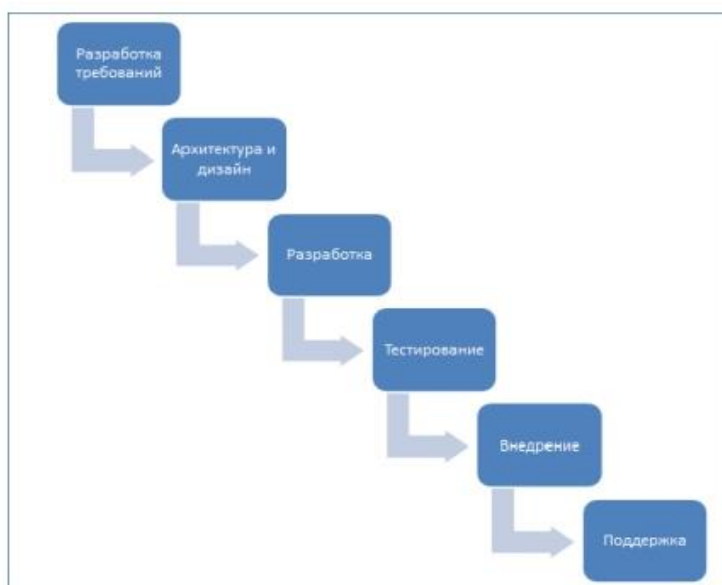 Разработка
требований
Архитектура и
дизайн
Разработка
Тестирование
Внедрение
Поддержка